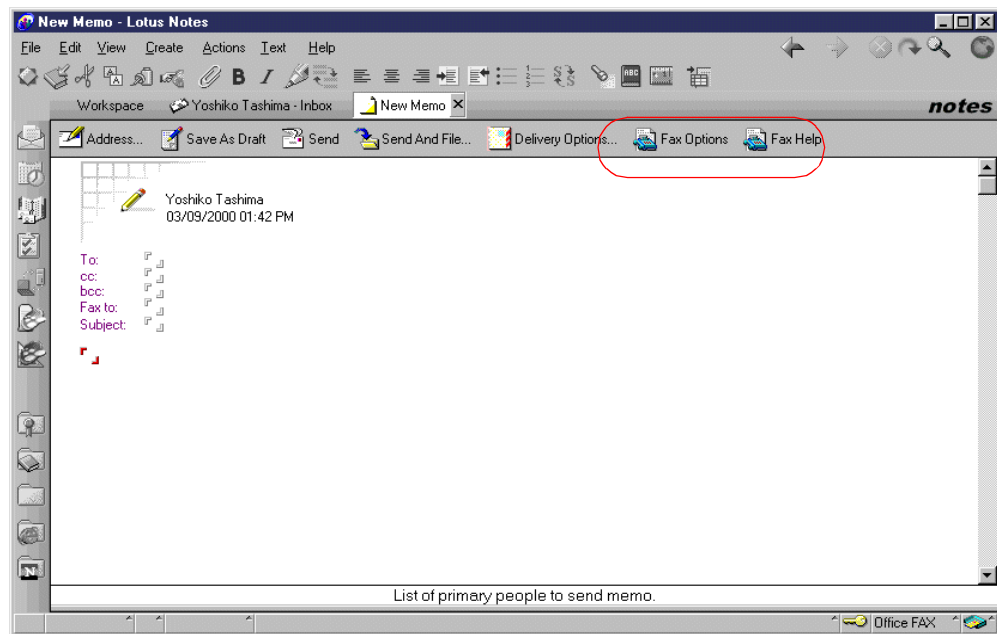 New Memo - Lotus Notes
File Edit View Create Actions Text Help
B I ABC
Workspace Yoshiko Tashima - Inbox New Memo notes
Address... Save As Draft Send Send And File... Delivery Options... Fax Options Fax Help
Yoshiko Tashima
03/09/2000 01:42 PM
To:
cc:
bcc:
Fax to:
Subject:
N
List of primary people to send memo.
Office FAX